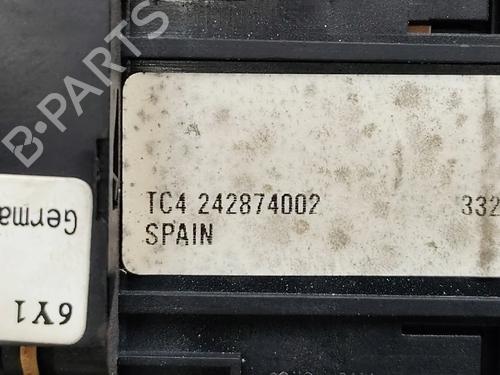 B-PARTS
TC4 242874002 332
SPAIN
Germa
6Y1